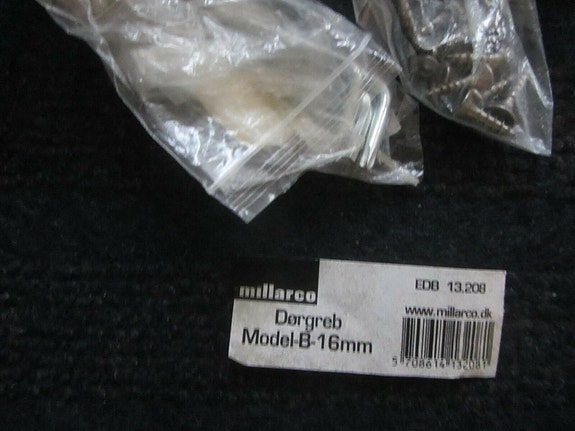 millarco
EDB 13.208
www.millarco.dk
Dørgreb
Model-B-16mm
5 708614 132081